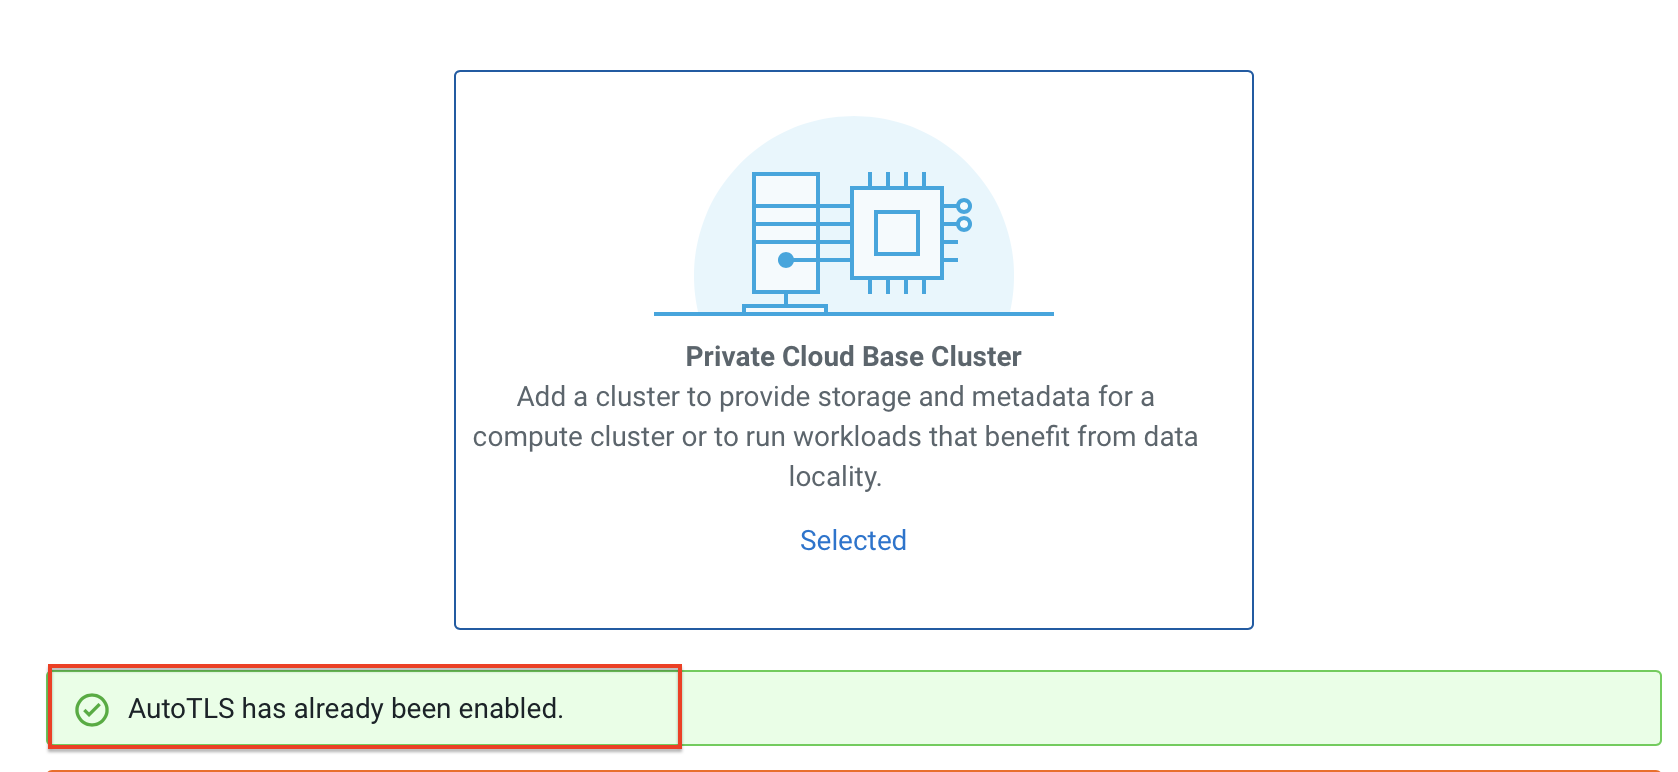 Private Cloud Base Cluster
Add a cluster to provide storage and metadata for a
compute cluster or to run workloads that benefit from data
locality.
Selected
AutoTLS has already been enabled.